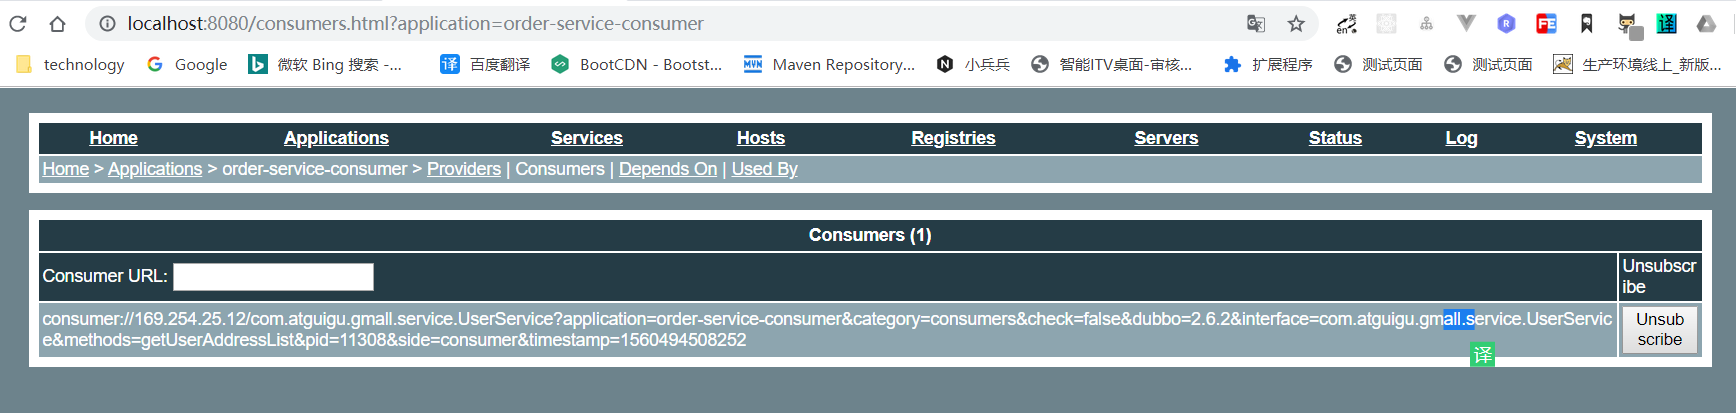 localhost:8080/consumers.html?application=order-service-consumer
technology Google 微软 Bing 搜索 -... 百度翻译 BootCDN - Bootst... Maven Repository... 小兵兵 智能ITV桌面-审核... 扩展程序 测试页面 测试页面 生产环境线上_新版...
Home Applications Services Hosts Registries Servers Status Log System
Home > Applications > order-service-consumer > Providers | Consumers | Depends On | Used By
Consumers (1)
Consumer URL:
Unsubscr
ibe
consumer://169.254.25.12/com.atguigu.gmall.service.UserService?application=order-service-consumer&category=consumers&check=false&dubbo=2.6.2&interface=com.atguigu.gmall.service.UserServic
e&methods=getUserAddressList&pid=11308&side=consumer&timestamp=1560494508252
Unsub
scribe
译